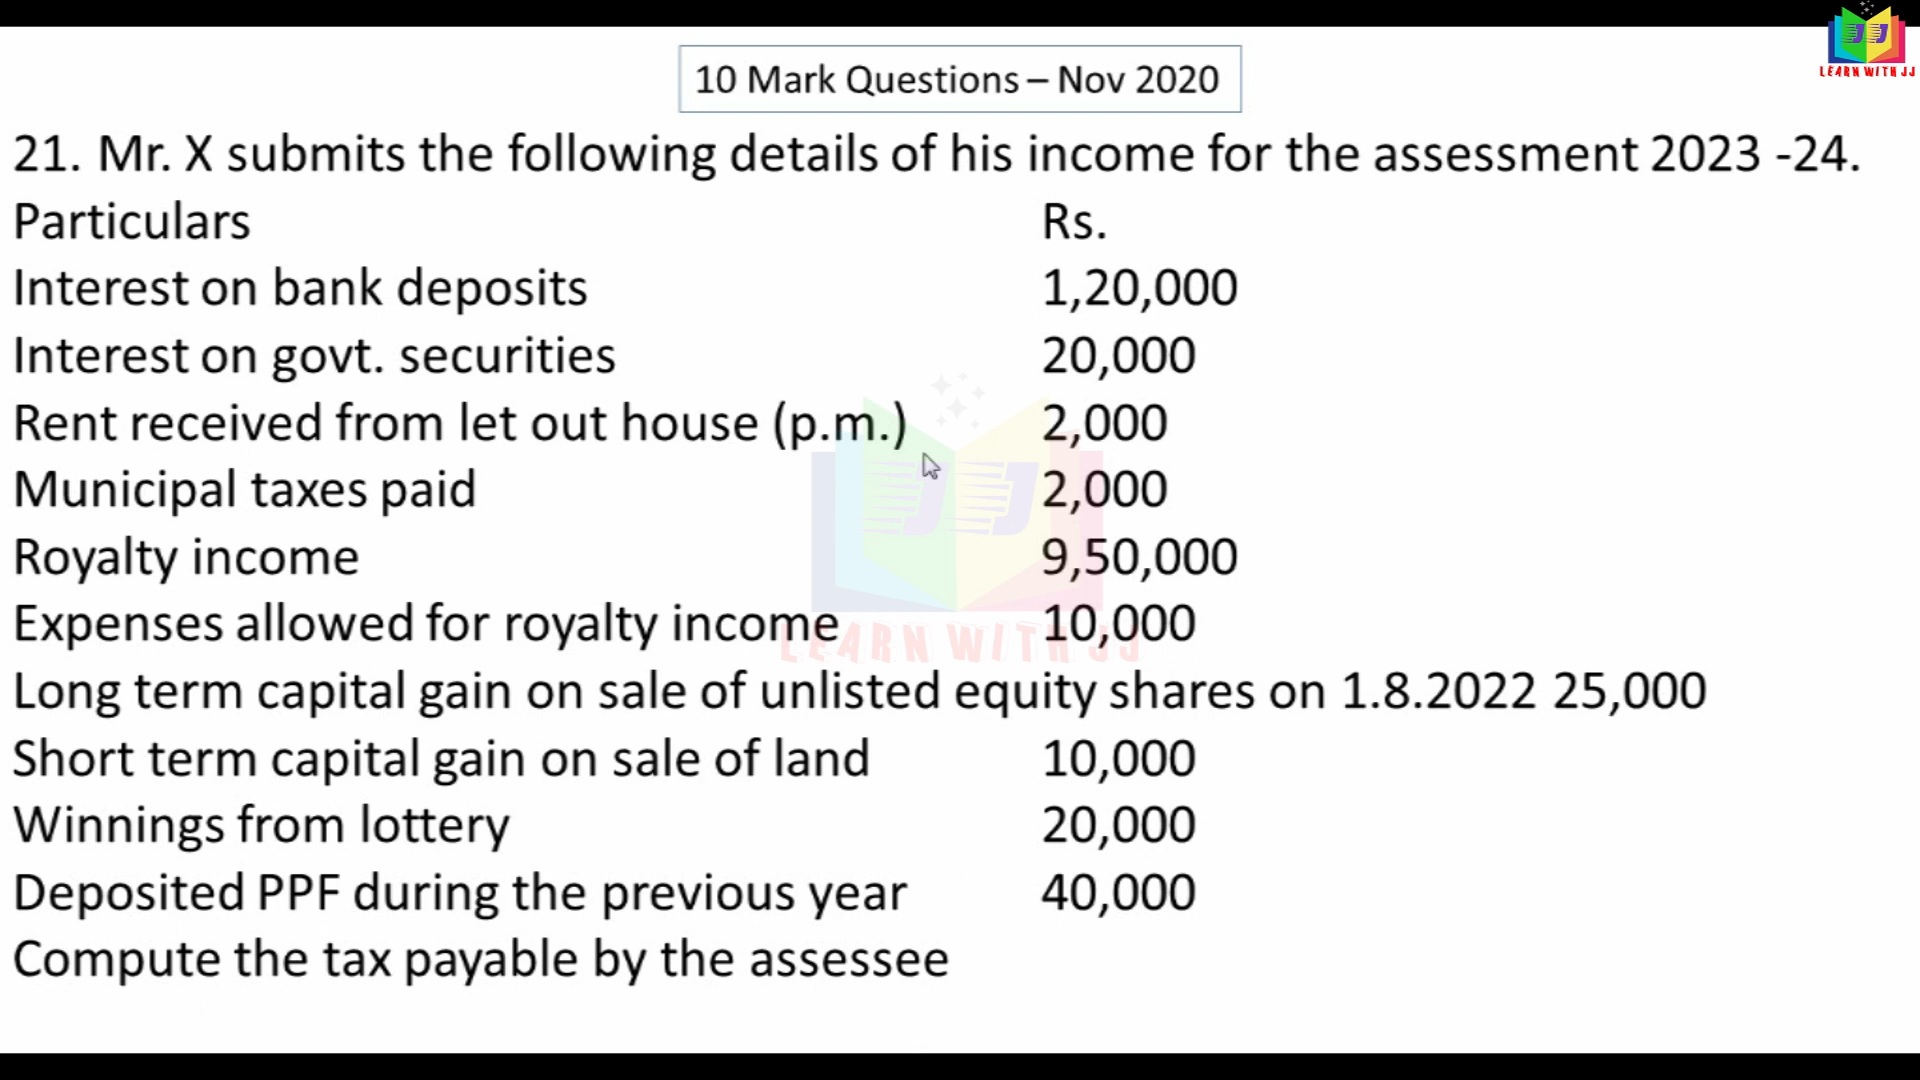 LEARN WITH JJ
10 Mark Questions – Nov 2020
21. Mr. X submits the following details of his income for the assessment 2023 -24.
Particulars Rs.
Interest on bank deposits 1,20,000
Interest on govt. securities 20,000
Rent received from let out house (p.m.) 2,000
Municipal taxes paid 2,000
Royalty income 9,50,000
Expenses allowed for royalty income 10,000
LEARN WITH JJ
Long term capital gain on sale of unlisted equity shares on 1.8.2022 25,000
Short term capital gain on sale of land 10,000
Winnings from lottery 20,000
Deposited PPF during the previous year 40,000
Compute the tax payable by the assessee